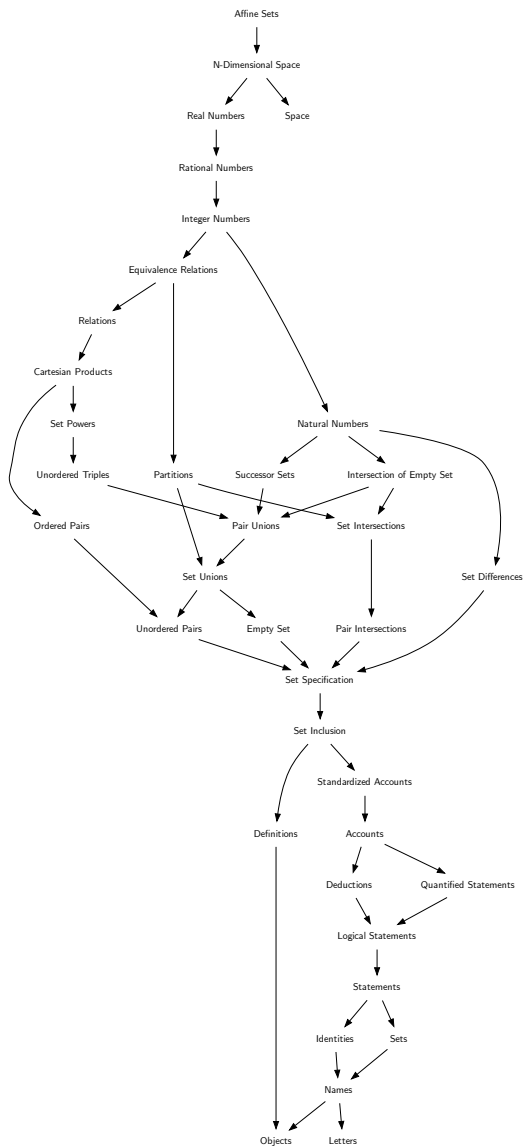 Affine Sets
N-Dimensional Space
Real Numbers
Space
Rational Numbers
Integer Numbers
Equivalence Relations
Relations
Cartesian Products
Set Powers
Natural Numbers
Unordered Triples
Partitions
Successor Sets
Intersection of Empty Set
Ordered Pairs
Pair Unions
Set Intersections
Set Unions
Set Differences
Unordered Pairs
Empty Set
Pair Intersections
Set Specification
Set Inclusion
Standardized Accounts
Definitions
Accounts
Deductions
Quantified Statements
Logical Statements
Statements
Identities
Sets
Names
Objects
Letters